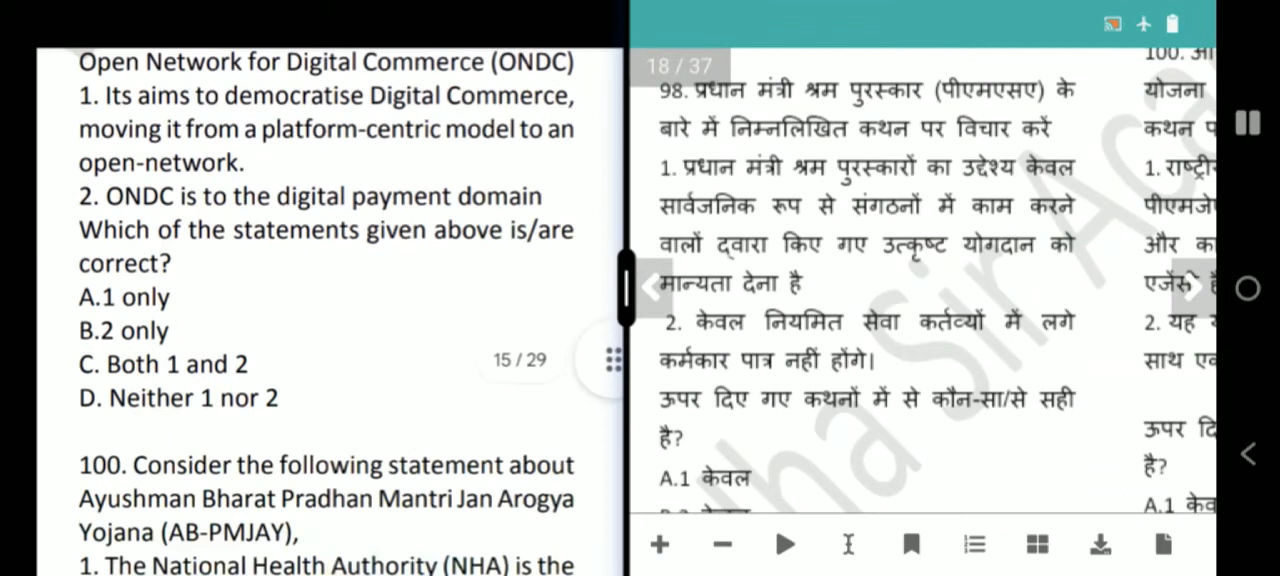 Open Network for Digital Commerce (ONDC)
1. Its aims to democratise Digital Commerce,
moving it from a platform-centric model to an
open-network.
2. ONDC is to the digital payment domain
Which of the statements given above is/are
correct?
A.1 only
B.2 only
C. Both 1 and 2
D. Neither 1 nor 2
15 / 29
100. Consider the following statement about
Ayushman Bharat Pradhan Mantri Jan Arogya
Yojana (AB-PMJAY),
1. The National Health Authority (NHA) is the
18 / 37
98. प्रधान मंत्री श्रम पुरस्कार (पीएमएसए) के
बारे में निम्नलिखित कथन पर विचार करें
1. प्रधान मंत्री श्रम पुरस्कारों का उद्देश्य केवल
सार्वजनिक रूप से संगठनों में काम करने
वालों द्वारा किए गए उत्कृष्ट योगदान को
मान्यता देना है
2. केवल नियमित सेवा कर्तव्यों में लगे
कर्मकार पात्र नहीं होंगे।
ऊपर दिए गए कथनों में से कौन-सा/से सही
है?
A.1 केवल
100.
योजना
कथन
1.
और
2. यह
साथ
ऊपर
है?
A.1